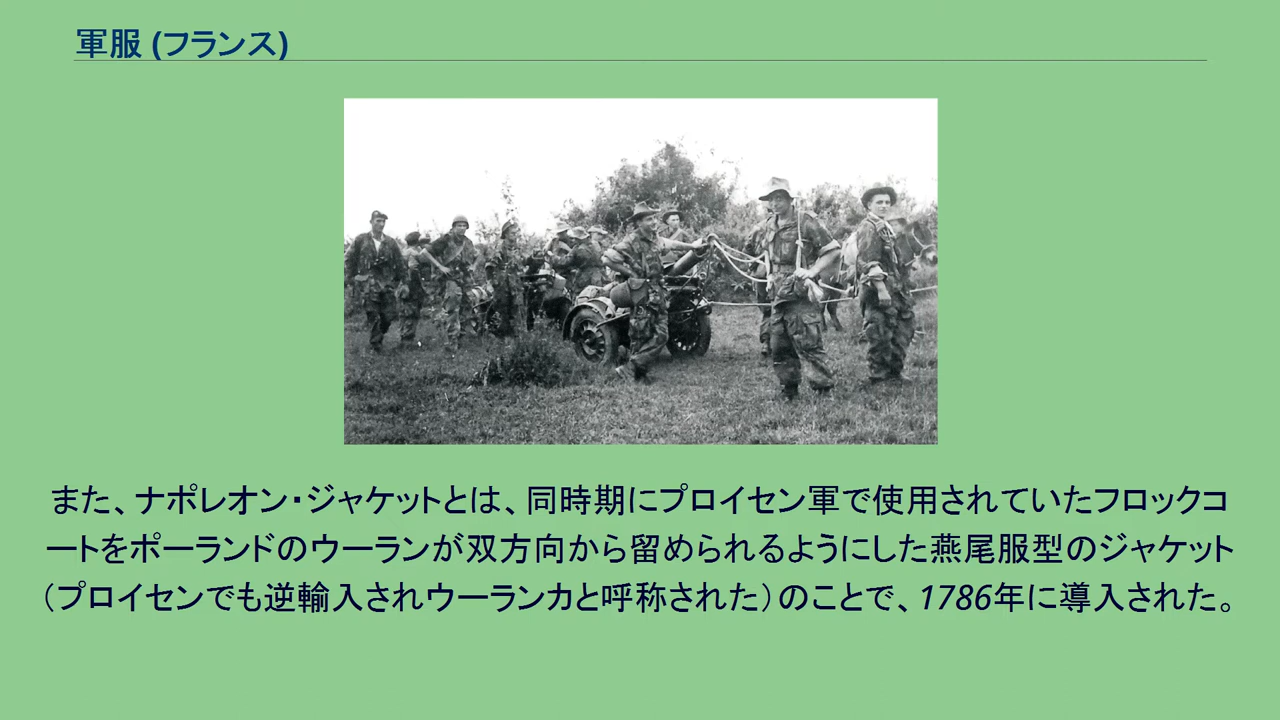 軍服 (フランス)
また、ナポレオン・ジャケットとは、同時期にプロイセン軍で使用されていたフロックコ
ートをポーランドのウーランが双方向から留められるようにした燕尾服型のジャケット
（プロイセンでも逆輸入されウーランカと呼称された）のことで、1786年に導入された。